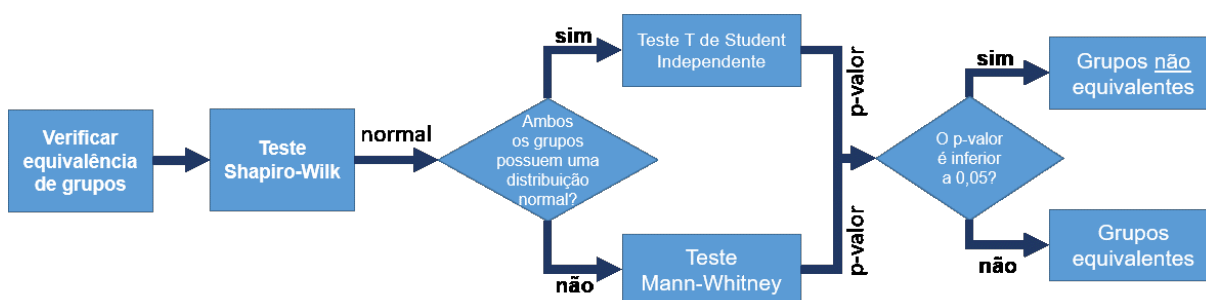 Verificar
equivalência
de grupos
Teste
Shapiro-Wilk
normal
Ambos
os grupos
possuem uma
distribuição
normal?
sim
Teste T de Student
Independente
não
Teste
Mann-Whitney
p-valor
p-valor
O p-valor
é inferior
a 0,05?
sim
Grupos não
equivalentes
não
Grupos
equivalentes